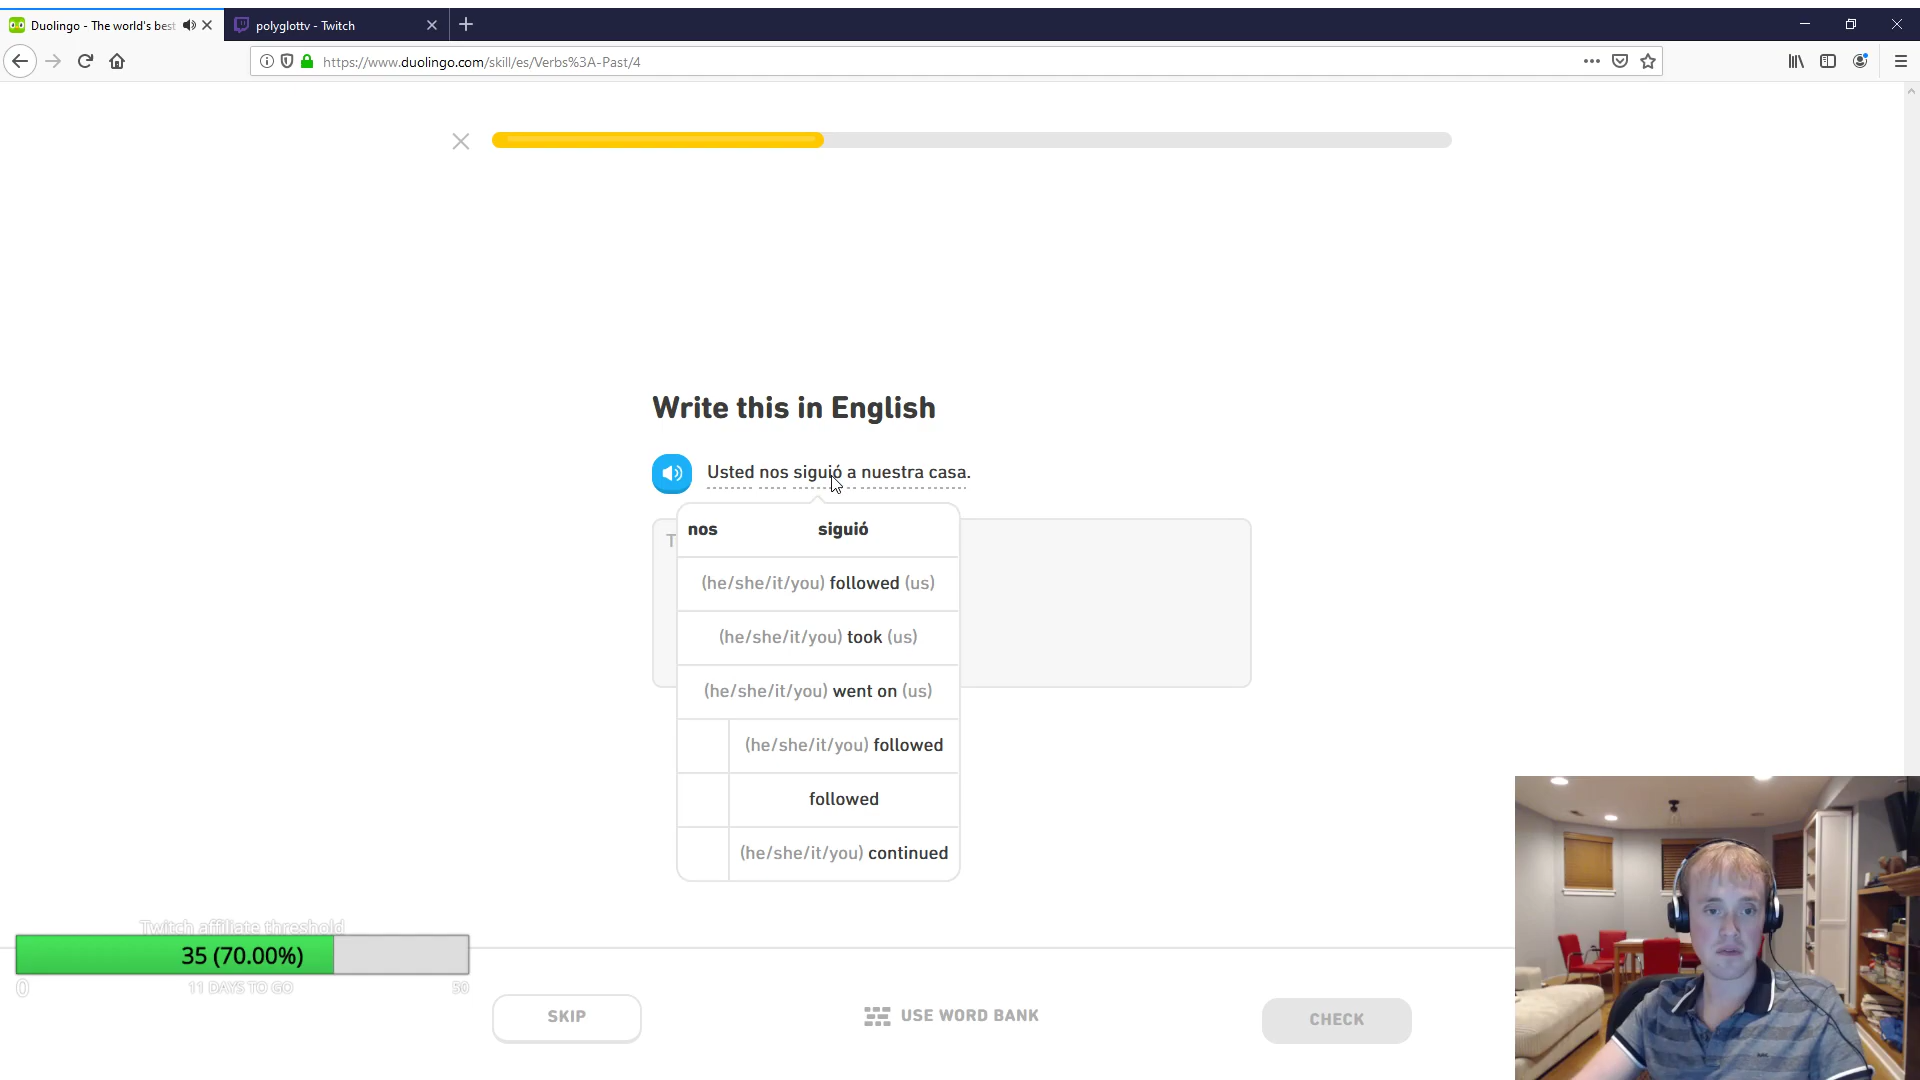 Duolingo - The world's best
polyglottv - Twitch
https://www.duolingo.com/skill/es/Verbs%3A-Past/4
Write this in English
Usted nos siguió a nuestra casa.
T
nos siguió
(he/she/it/you) followed (us)
(he/she/it/you) took (us)
(he/she/it/you) went on (us)
(he/she/it/you) followed
followed
(he/she/it/you) continued
Twitch affiliate threshold
35 (70.00%)
0 11 DAYS TO GO 50
SKIP
USE WORD BANK
CHECK